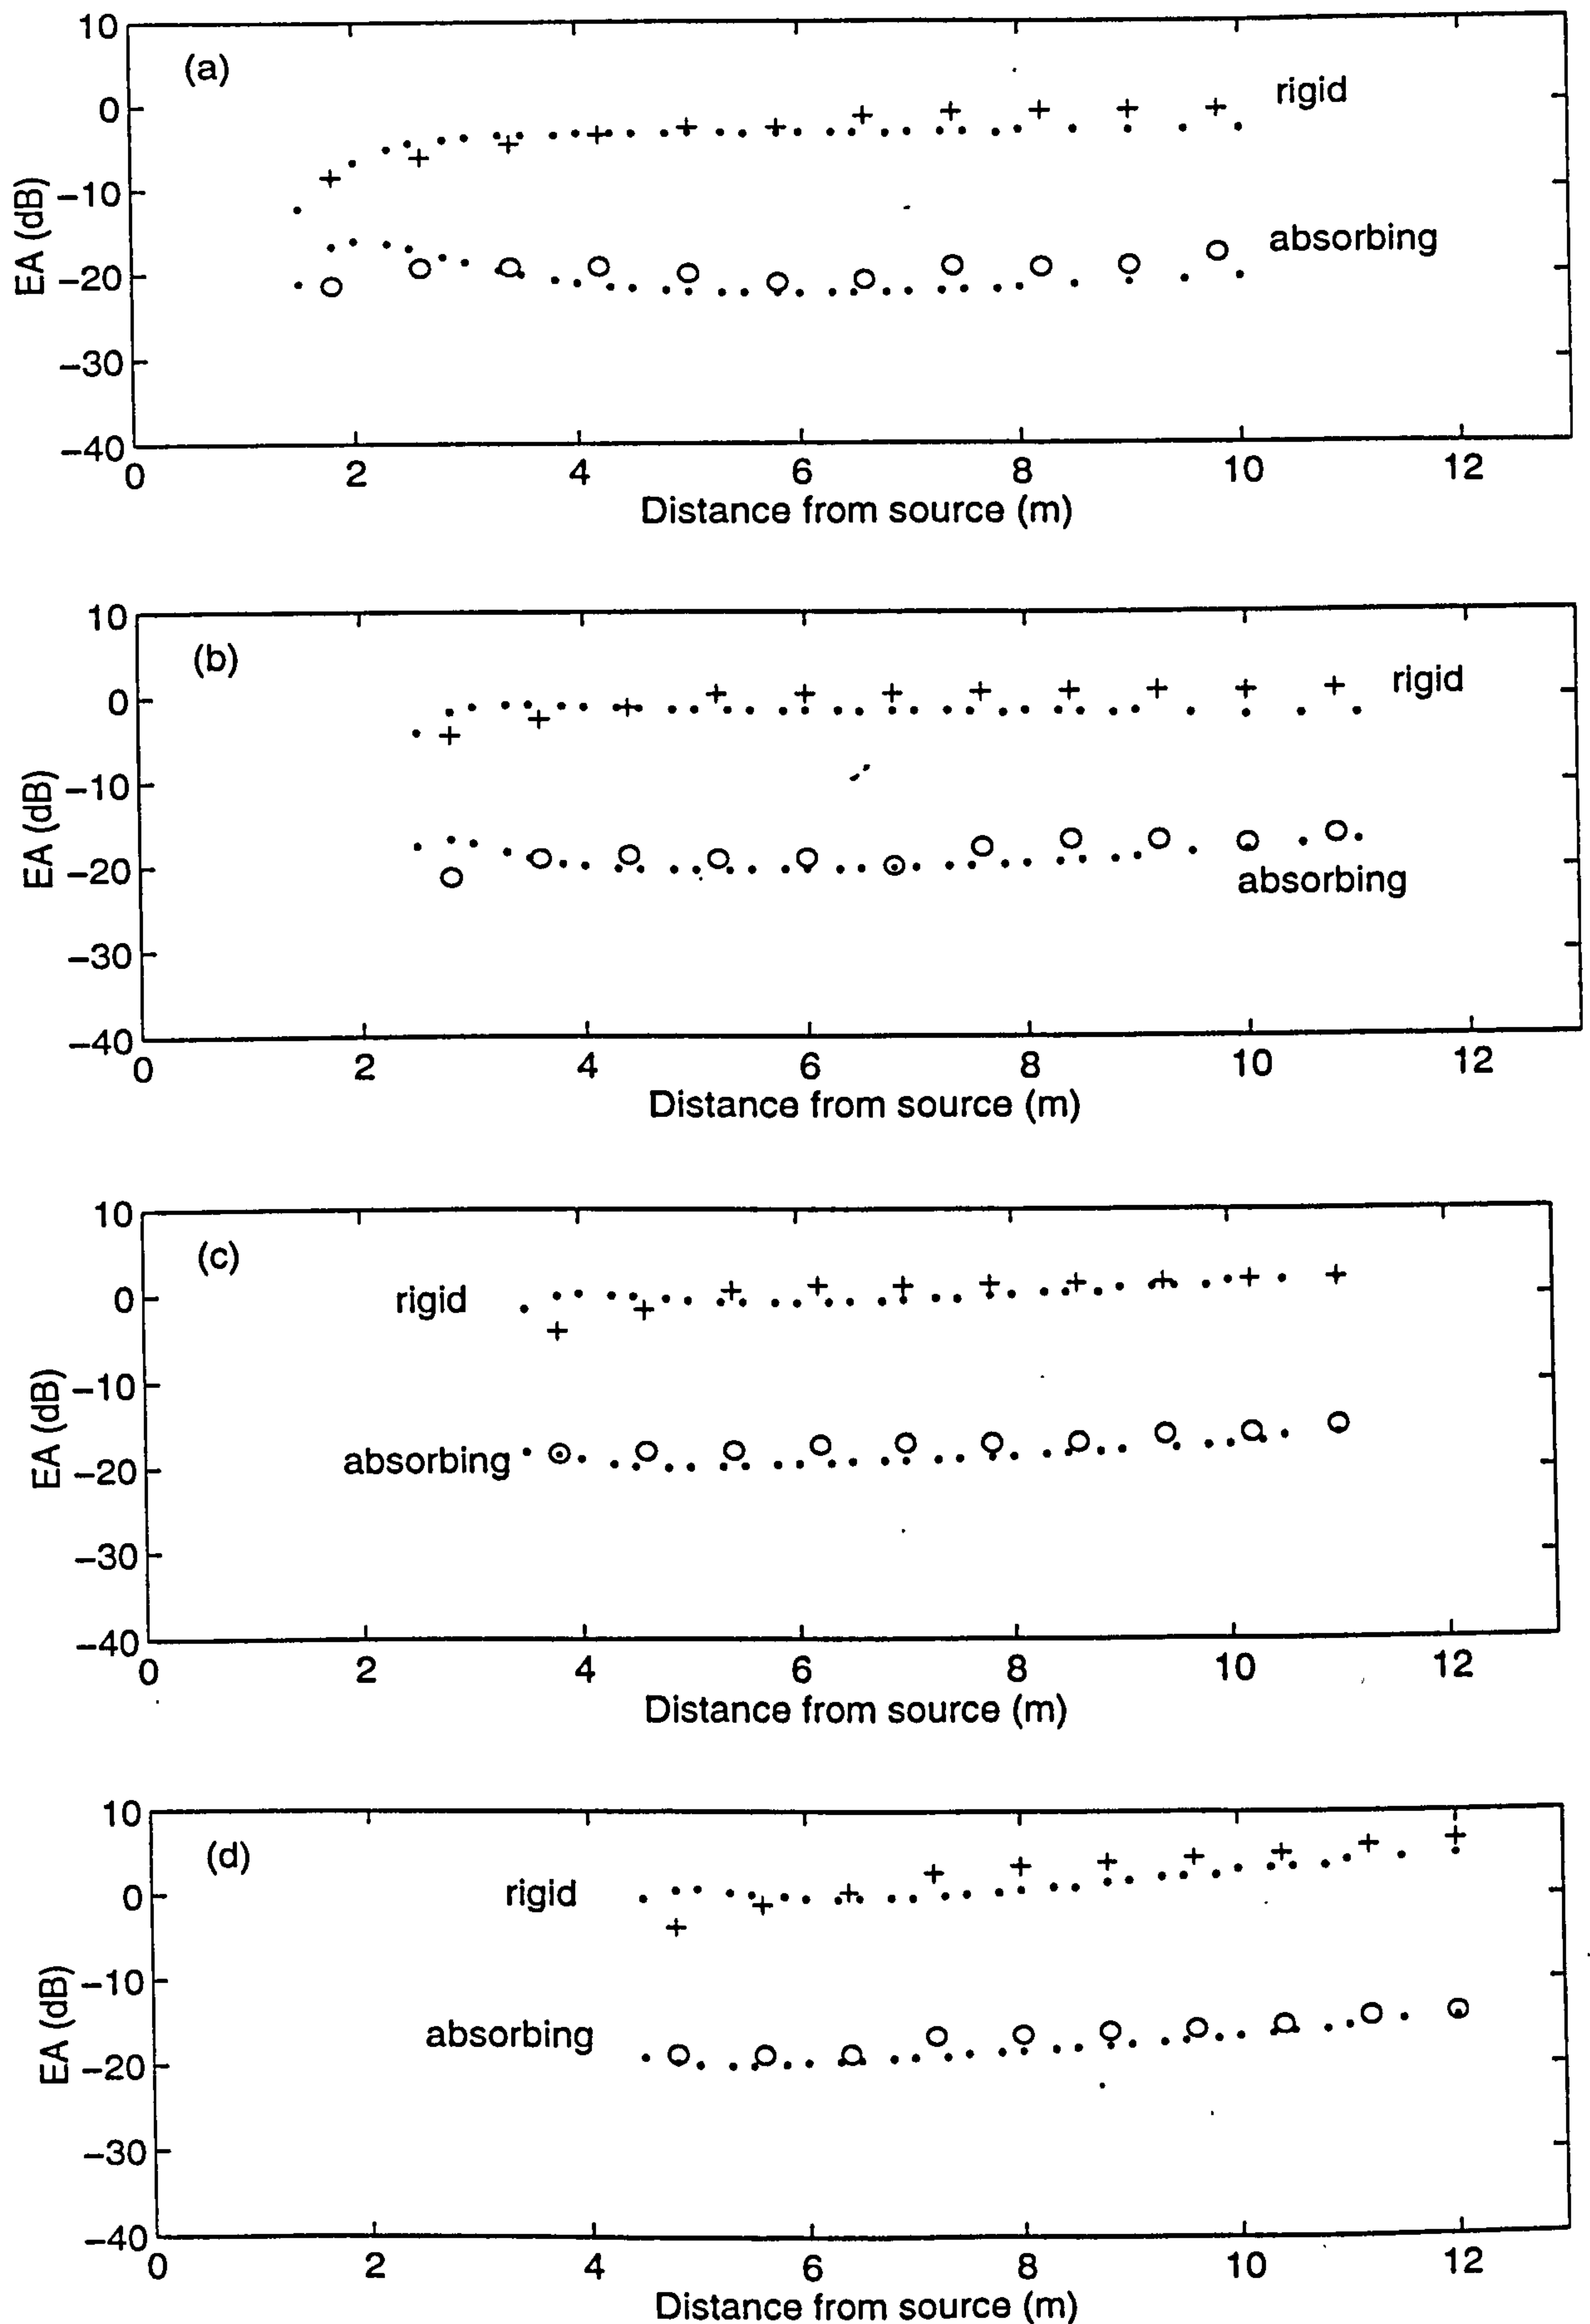 10
(a)
rigid
0
−10
absorbing
−20
−30
−40
EA (dB)
0 2 4 6 8 10 12
Distance from source (m)
10
(b)
rigid
0
−10
−20
absorbing
−30
−40
EA (dB)
0 2 4 6 8 10 12
Distance from source (m)
10
(c)
rigid
0
−10
absorbing
−20
−30
−40
EA (dB)
0 2 4 6 8 10 12
Distance from source (m)
10
(d)
rigid
0
−10
absorbing
−20
−30
−40
EA (dB)
0 2 4 6 8 10 12
Distance from source (m)